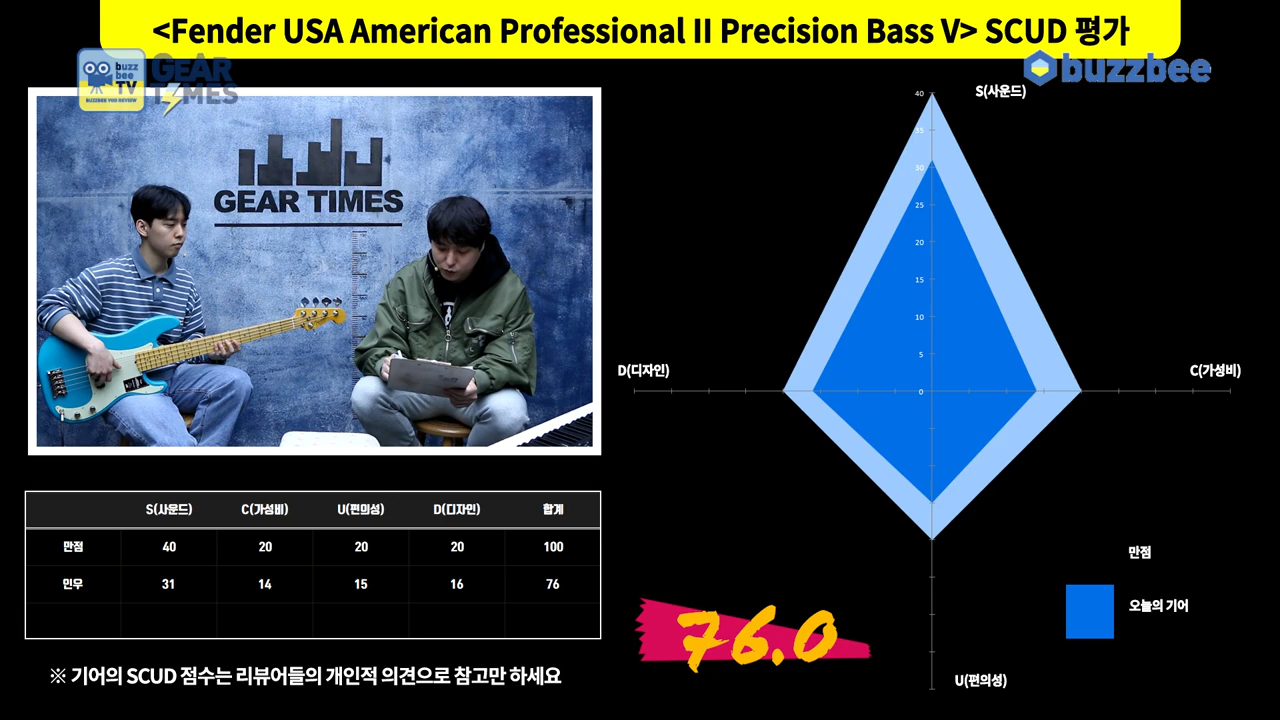 <Fender USA American Professional II Precision Bass V> SCUD 평가
buzz
bee
TV
BUZZBEE YOU REVIEW
GEAR
TIMES
buzzbee
GEAR TIMES
40
35
30
25
20
15
10
5
0
S(사운드)
D(디자인)
C(가성비)
U(편의성)
만점
오늘의 기어
S(사운드) C(가성비) U(편의성) D(디자인) 합계
만점 40 20 20 20 100
인우 31 14 15 16 76
76.0
※ 기어의 SCUD 점수는 리뷰어들의 개인적 의견으로 참고만 하세요